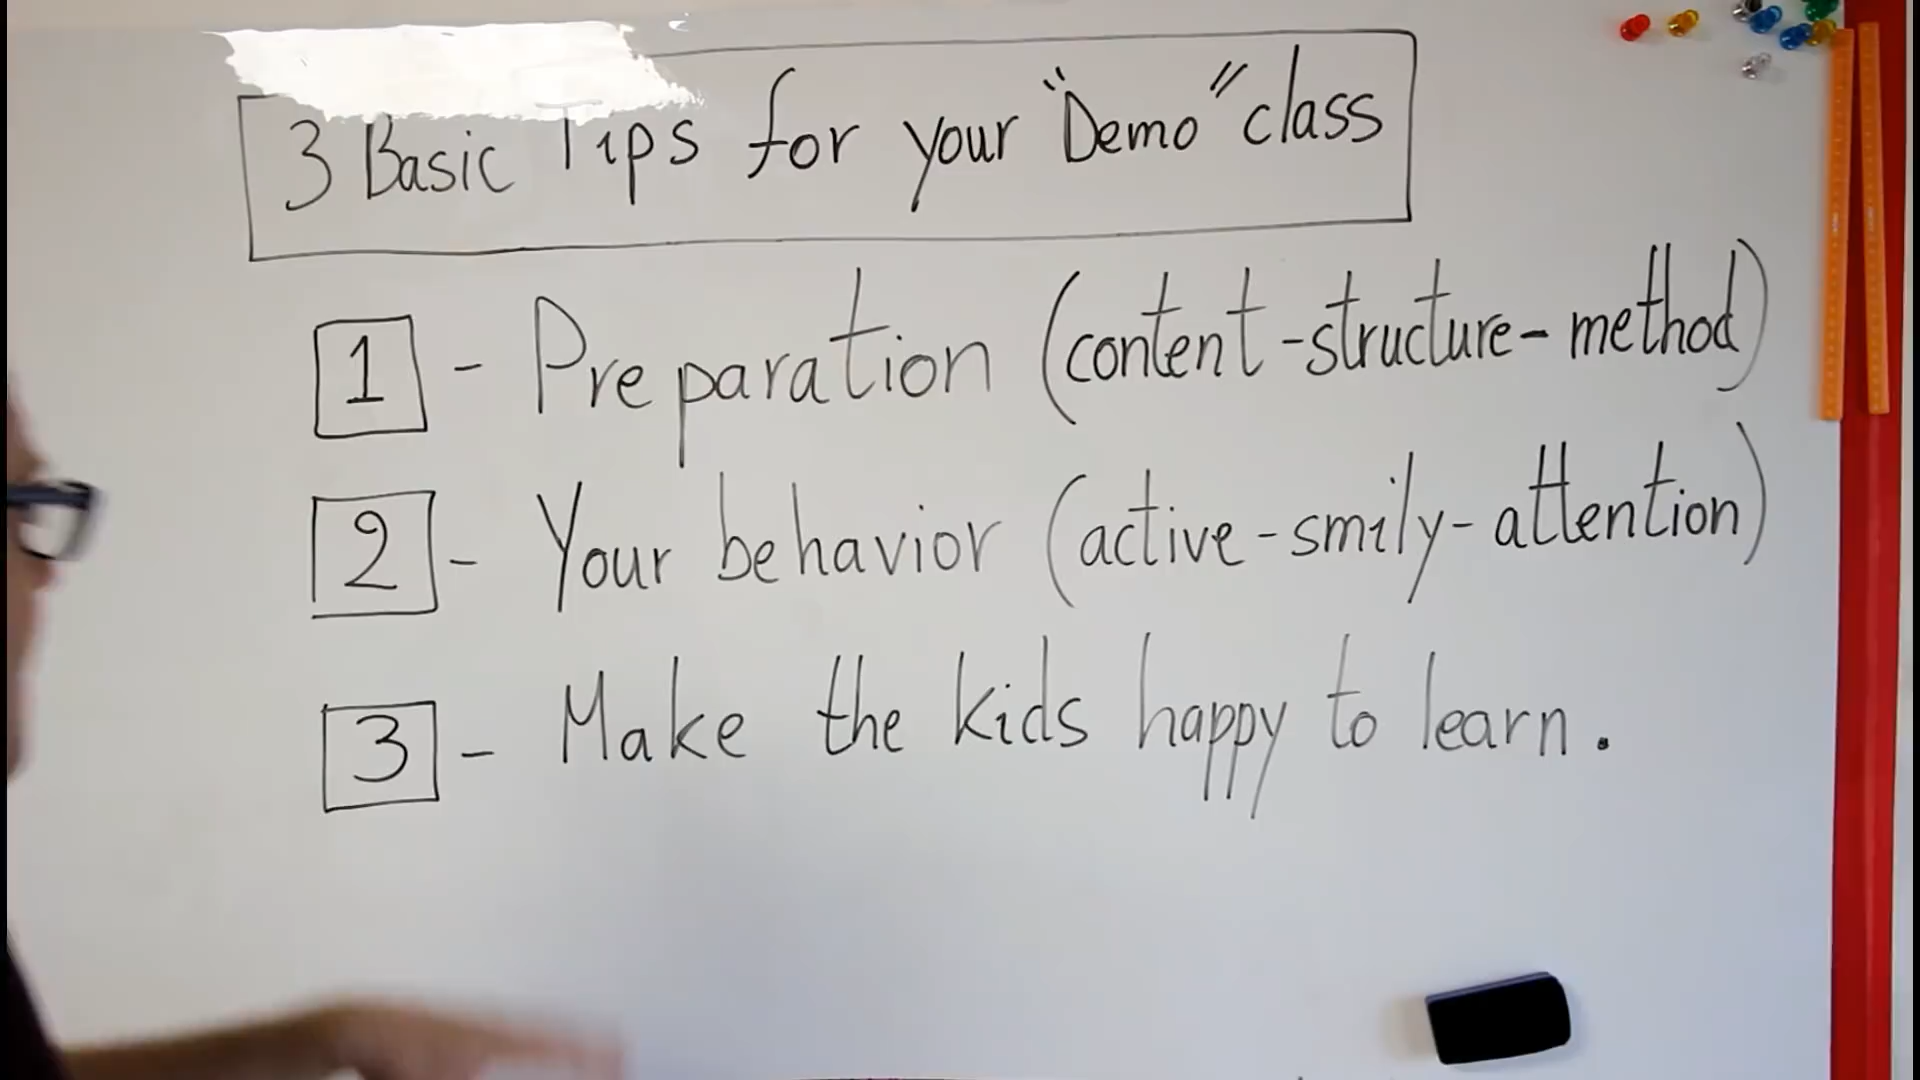 3 Basic Tips for your "Demo" class
1 - Preparation (content-structure-method)
2 - Your behavior (active-smily-attention)
3 - Make the kids happy to learn.